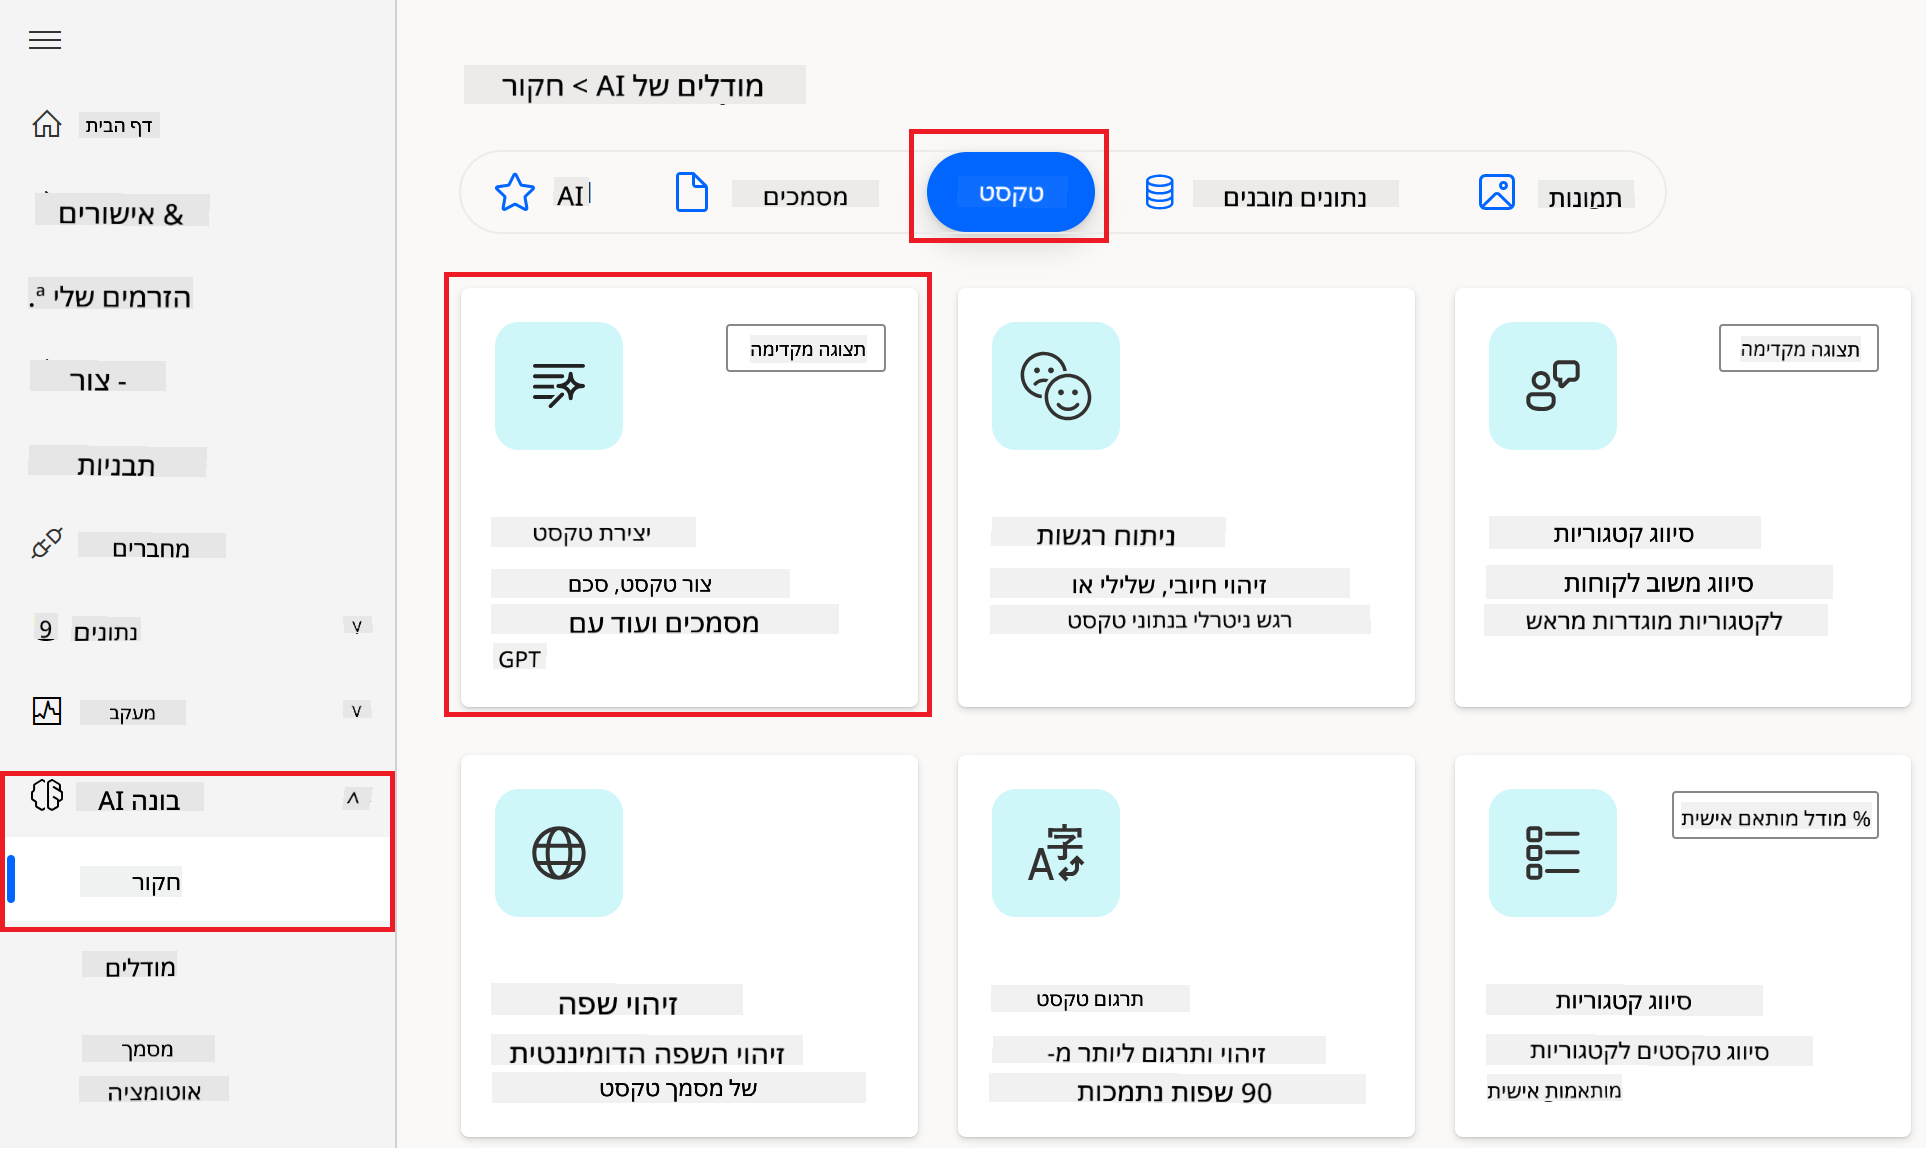 דף הבית
& אישורים
הזרמים שלי
- צור
תבניות
מחברים
נתונים
מעקב
בונה AI
חקור
מודלים
מסמך
אוטומציה
מודלים של AI > חקור
AI
מסמכים
טקסט
נתונים מובנים
תמונות
תצוגה מקדימה
יצירת טקסט
צור טקסט, סכם
מסמכים ועוד עם
GPT
ניתוח רגשות
זיהוי חיובי, שלילי או
רגש ניטרלי בנתוני טקסט
תצוגה מקדימה
סיווג קטגוריות
סיווג משוב לקוחות
לקטגוריות מוגדרות מראש
זיהוי שפה
זיהוי השפה הדומיננטית
של מסמך טקסט
תרגום טקסט
זיהוי ותרגום ליותר מ-
90 שפות נתמכות
% מודל מותאם אישית
סיווג קטגוריות
סיווג טקסטים לקטגוריות
מותאמות אישית